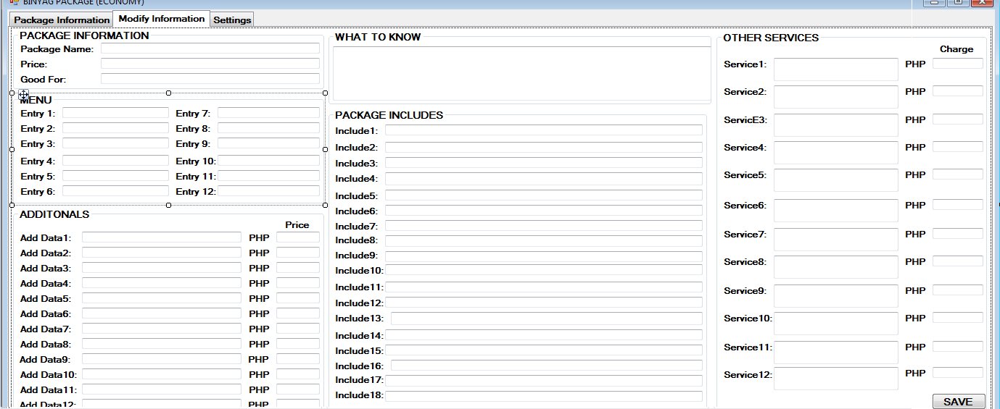 BINYAG PACKAGE (ECONOMY)
Package Information Modify Information Settings
PACKAGE INFORMATION
Package Name:
Price:
Good For:
MENU
Entry 1: Entry 7:
Entry 2: Entry 8:
Entry 3: Entry 9:
Entry 4: Entry 10:
Entry 5: Entry 11:
Entry 6: Entry 12:
ADDITONALS
Price
Add Data1: PHP
Add Data2: PHP
Add Data3: PHP
Add Data4: PHP
Add Data5: PHP
Add Data6: PHP
Add Data7: PHP
Add Data8: PHP
Add Data9: PHP
Add Data10: PHP
Add Data11: PHP
Add Data12: PHP
WHAT TO KNOW
PACKAGE INCLUDES
Include1:
Include2:
Include3:
Include4:
Include5:
Include6:
Include7:
Include8:
Include9:
Include10:
Include11:
Include12:
Include13:
Include14:
Include15:
Include16:
Include17:
Include18:
OTHER SERVICES
Charge
Service1: PHP
Service2: PHP
ServicE3: PHP
Service4: PHP
Service5: PHP
Service6: PHP
Service7: PHP
Service8: PHP
Service9: PHP
Service10: PHP
Service11: PHP
Service12: PHP
SAVE